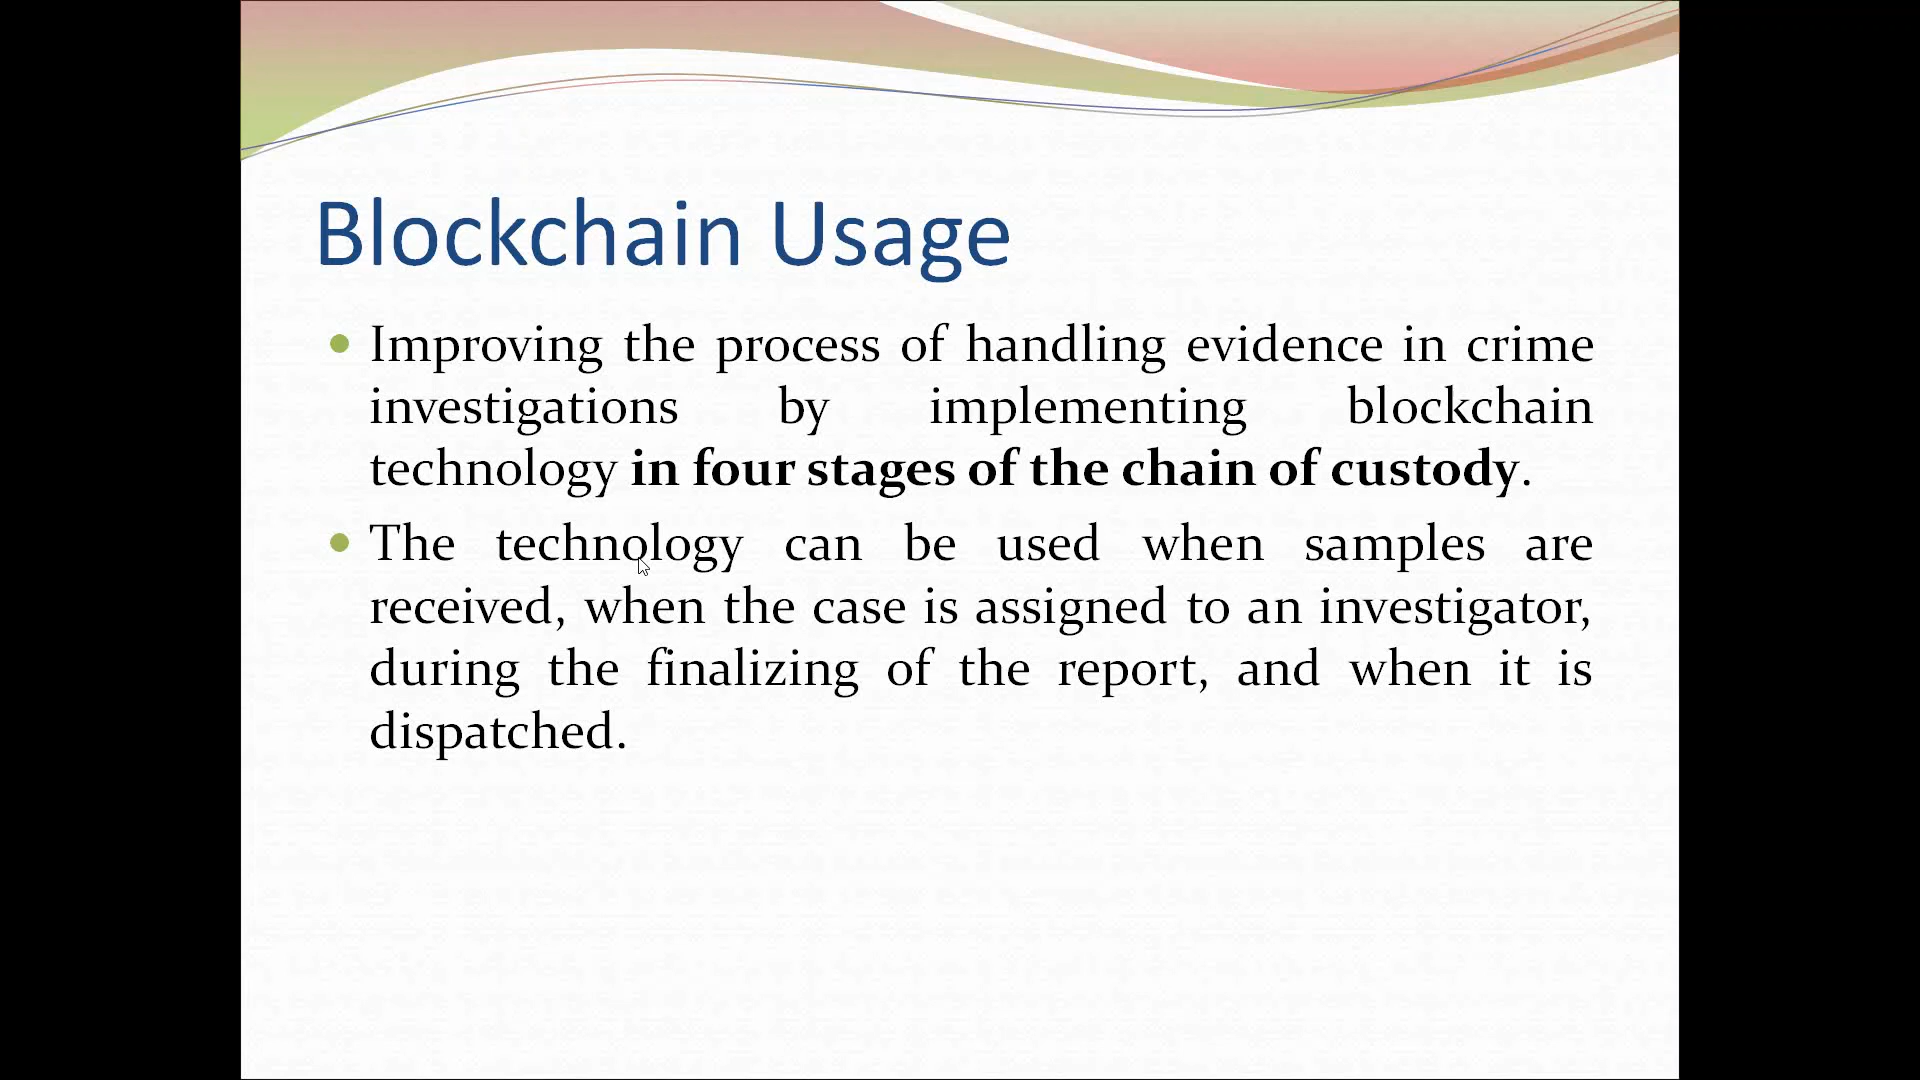 Blockchain Usage
Improving the process of handling evidence in crime
investigations by implementing blockchain
technology in four stages of the chain of custody.
The technology can be used when samples are
received, when the case is assigned to an investigator,
during the finalizing of the report, and when it is
dispatched.